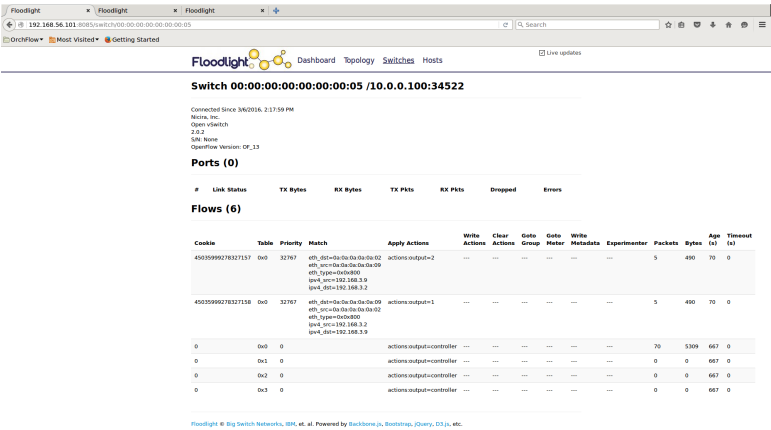 Floodlight × Floodlight × Floodlight ×
192.168.56.101:8085/switch/00:00:00:00:00:00:00:05 Search
OrchFlow Most Visited Getting Started
Live updates
Floodlight Dashboard Topology Switches Hosts
Switch 00:00:00:00:00:00:00:05 /10.0.0.100:34522
Connected Since 3/6/2016, 2:17:59 PM
Nicira, Inc.
Open vSwitch
2.0.2
S/N: None
OpenFlow Version: OF_13
Ports (0)
# Link Status TX Bytes RX Bytes TX Pkts RX Pkts Dropped Errors
Flows (6)
Cookie Table Priority Match Apply Actions Write Actions Clear Actions Goto Group Goto Meter Write Metadata Experimenter Packets Bytes Age (s) Timeout (s)
45035999278327157 0x0 32767 eth_dst=0a:0a:0a:0a:0a:02 actions:output=2 --- --- --- --- --- --- 5 490 70 0
eth_src=0a:0a:0a:0a:0a:09
eth_type=0x0x800
ipv4_src=192.168.3.9
ipv4_dst=192.168.3.2
45035999278327158 0x0 32767 eth_dst=0a:0a:0a:0a:0a:09 actions:output=1 --- --- --- --- --- --- 5 490 70 0
eth_src=0a:0a:0a:0a:0a:02
eth_type=0x0x800
ipv4_src=192.168.3.2
ipv4_dst=192.168.3.9
0 0x0 0 actions:output=controller --- --- --- --- --- --- 70 5309 667 0
0 0x1 0 actions:output=controller --- --- --- --- --- --- 0 0 667 0
0 0x2 0 actions:output=controller --- --- --- --- --- --- 0 0 667 0
0 0x3 0 actions:output=controller --- --- --- --- --- --- 0 0 667 0
Floodlight © Big Switch Networks, IBM, et. al. Powered by Backbone.js, Bootstrap, jQuery, D3.js, etc.